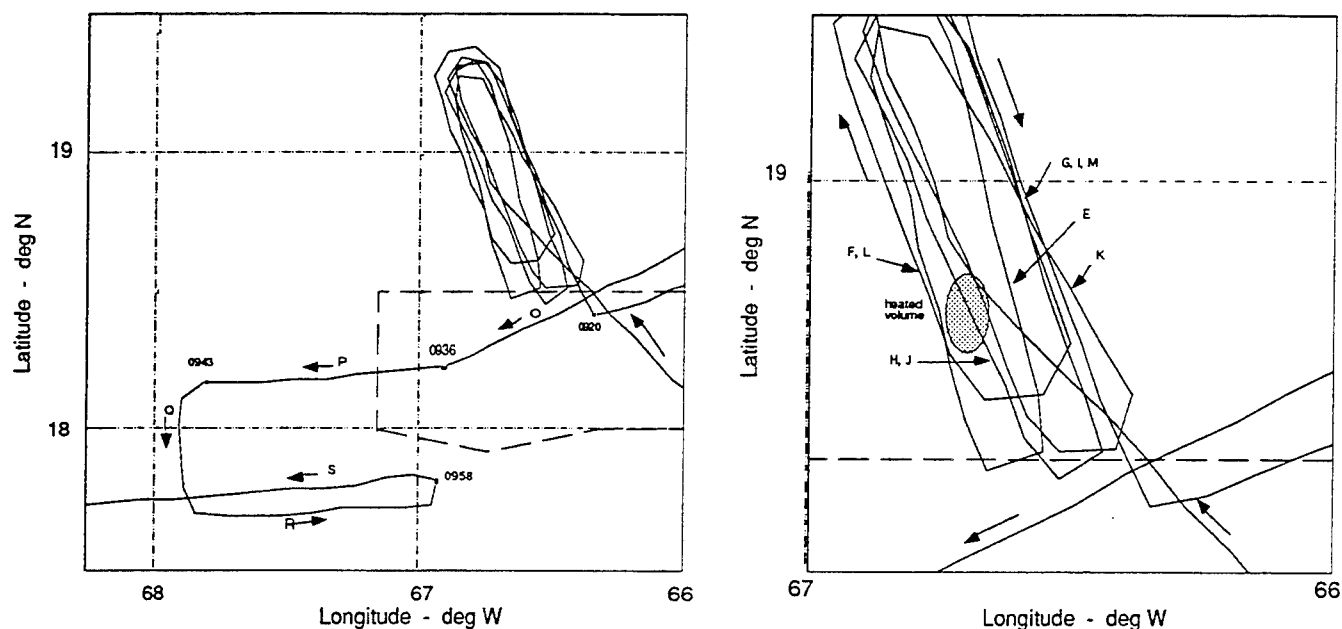 19
18
68
67
66
Latitude - deg N
Longitude - deg W
0943
P
0936
O
0920
Q
S
R
0958
19
67
66
Latitude - deg N
Longitude - deg W
G, I, M
E
K
F, L
heated
volume
H, J